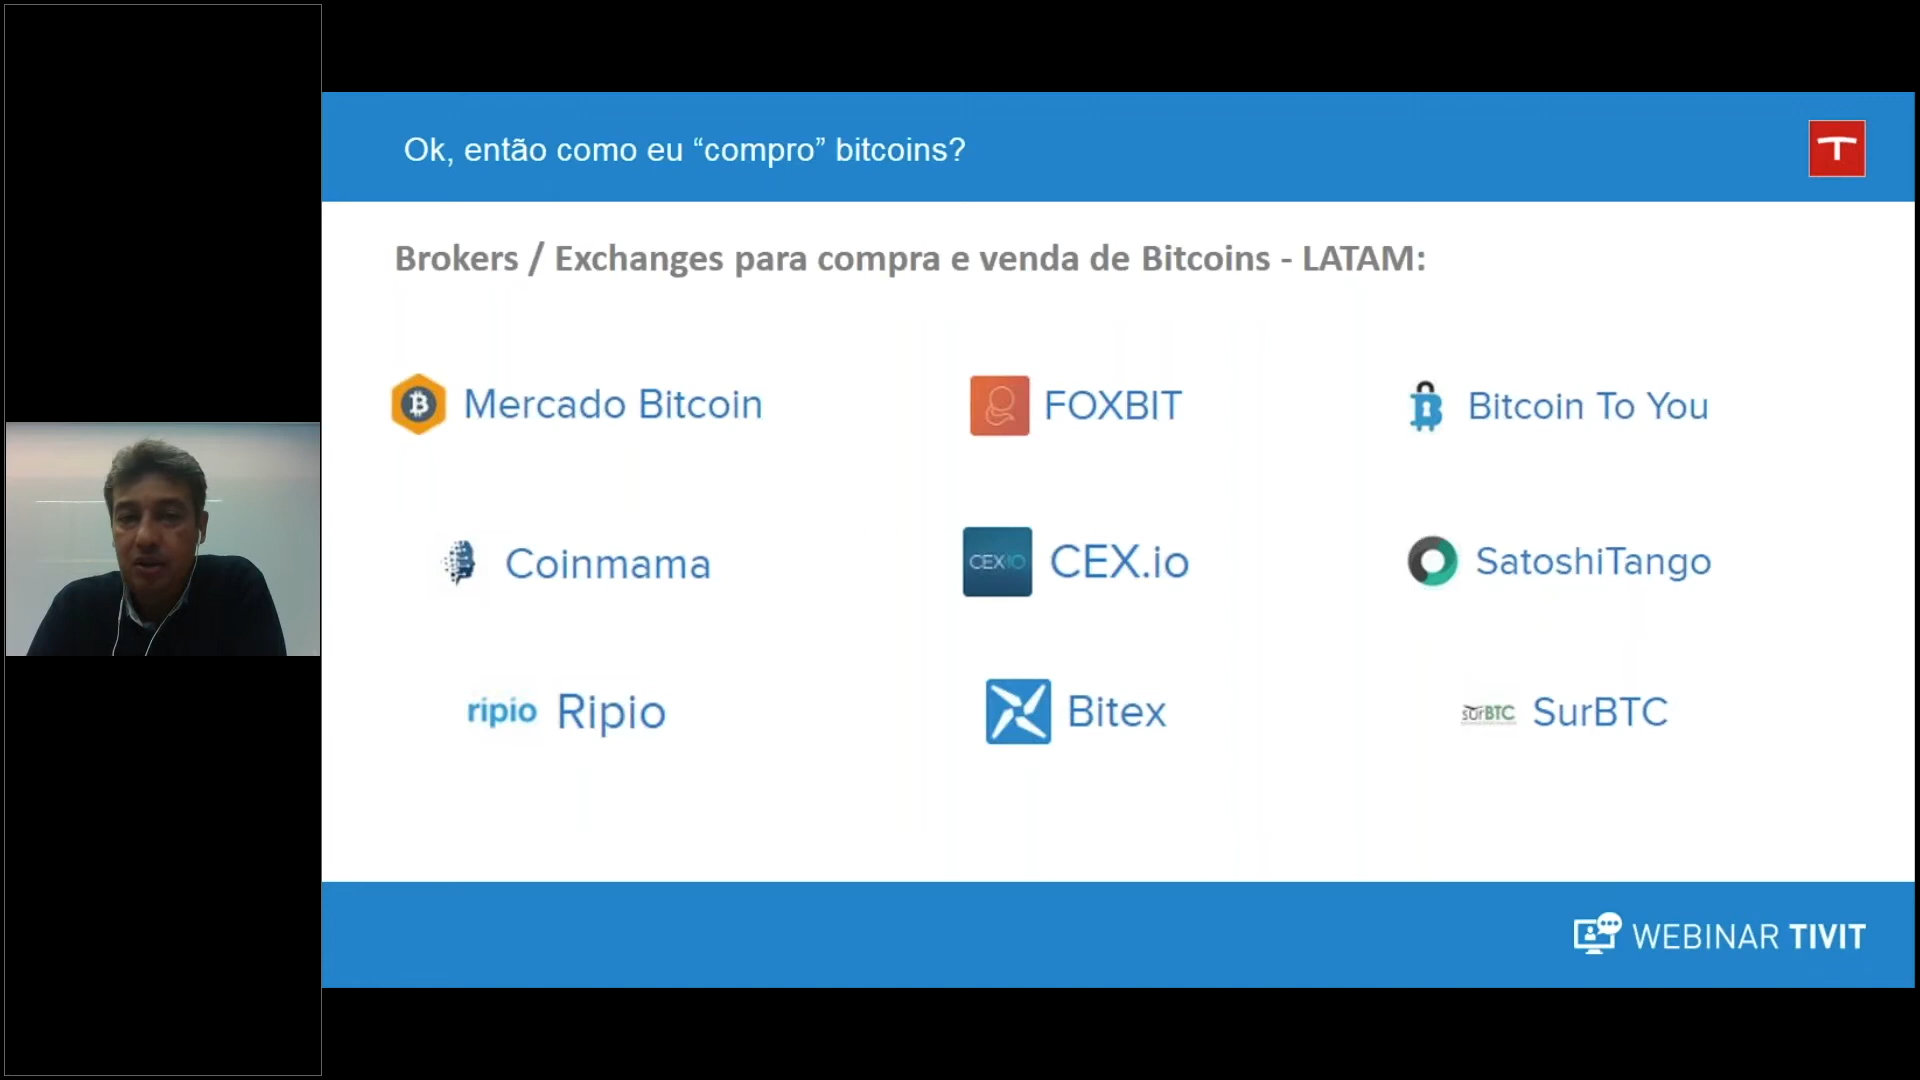 Ok, então como eu “compro” bitcoins?
Brokers / Exchanges para compra e venda de Bitcoins - LATAM:
Mercado Bitcoin
FOXBIT
Bitcoin To You
Coinmama
CEX.IO CEX.io
SatoshiTango
ripio Ripio
Bitex
surBTC SurBTC
WEBINAR TIVIT